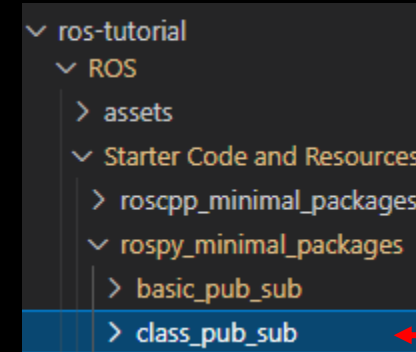 ros-tutorial
ROS
assets
Starter Code and Resources
roscpp_minimal_packages
rospy_minimal_packages
basic_pub_sub
class_pub_sub